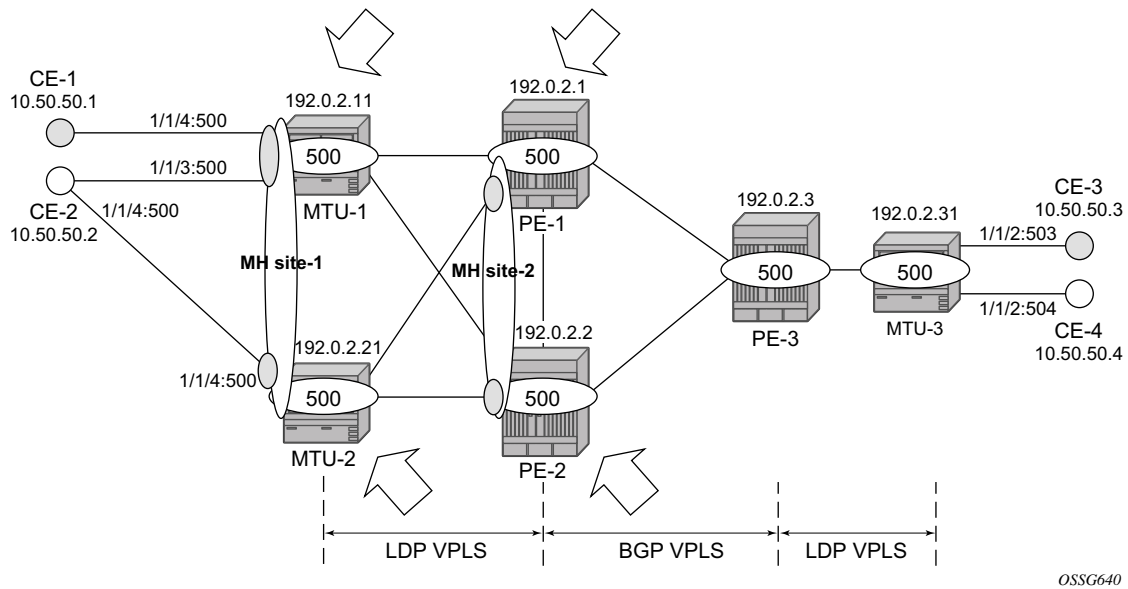 CE-1
10.50.50.1
1/1/4:500
1/1/3:500
CE-2
10.50.50.2
1/1/4:500
192.0.2.11
500
MTU-1
192.0.2.1
500
PE-1
MH site-1
MH site-2
192.0.2.3
500
PE-3
192.0.2.31
500
MTU-3
CE-3
10.50.50.3
1/1/2:503
1/1/2:504
CE-4
10.50.50.4
192.0.2.21
1/1/4:500
500
MTU-2
192.0.2.2
500
PE-2
LDP VPLS
BGP VPLS
LDP VPLS
OSSG640